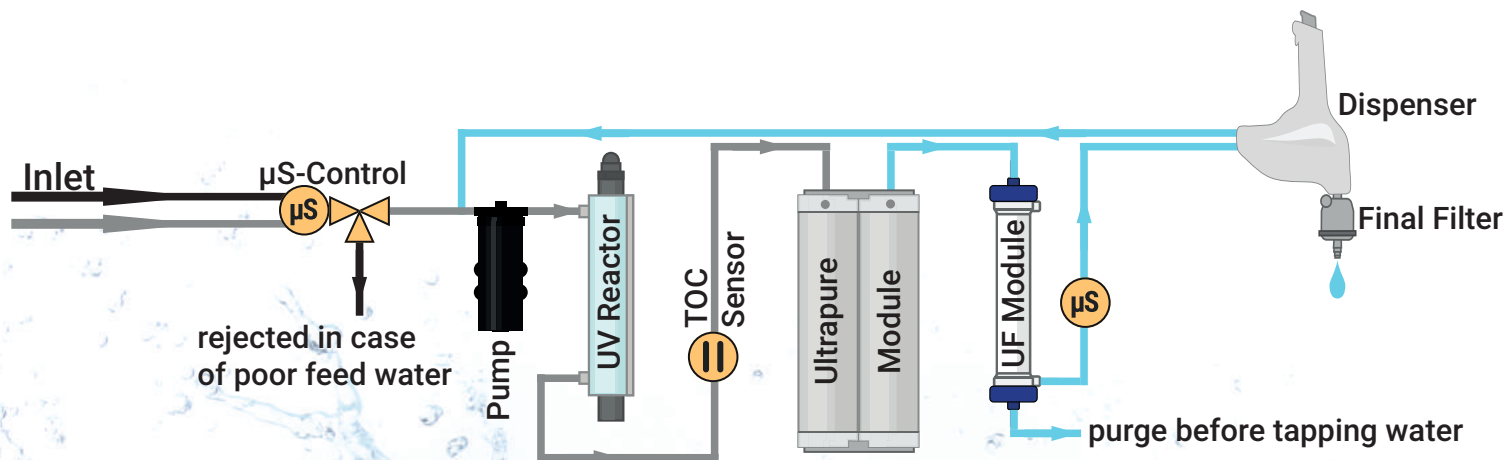 Inlet
µS-Control
µS
rejected in case
of poor feed water
Pump
UV Reactor
TOC
Sensor
Ultrapure
Module
UF Module
µS
purge before tapping water
Dispenser
Final Filter